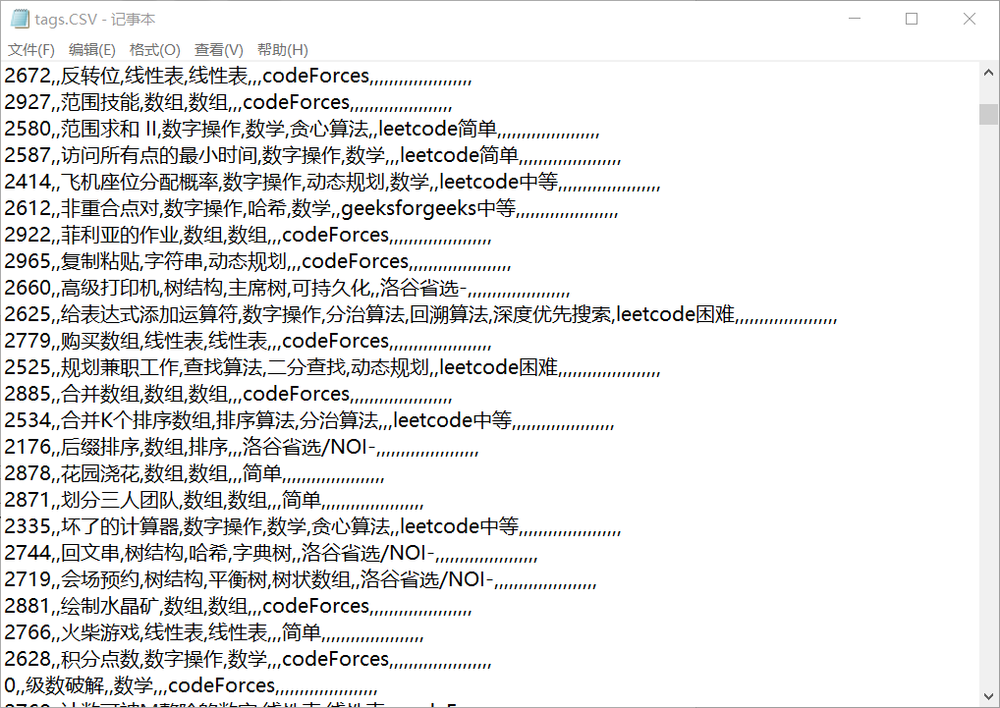 tags.CSV - 记事本
文件(F) 编辑(E) 格式(O) 查看(V) 帮助(H)
2672,,反转位,线性表,线性表,,,codeForces,,,,,,,,,,,,,,,,,,,,,
2927,,范围技能,数组,数组,,,codeForces,,,,,,,,,,,,,,,,,,,,,
2580,,范围求和 II,数字操作,数学,贪心算法,,leetcode简单,,,,,,,,,,,,,,,,,,,,,
2587,,访问所有点的最小时间,数字操作,数学,,,leetcode简单,,,,,,,,,,,,,,,,,,,,,
2414,,飞机座位分配概率,数字操作,动态规划,数学,,leetcode中等,,,,,,,,,,,,,,,,,,,,,
2612,,非重合点对,数字操作,哈希,数学,,geeksforgeeks中等,,,,,,,,,,,,,,,,,,,,,
2922,,菲利亚的作业,数组,数组,,,codeForces,,,,,,,,,,,,,,,,,,,,,
2965,,复制粘贴,字符串,动态规划,,,codeForces,,,,,,,,,,,,,,,,,,,,,
2660,,高级打印机,树结构,主席树,可持久化,,洛谷省选-,,,,,,,,,,,,,,,,,,,,,
2625,,给表达式添加运算符,数字操作,分治算法,回溯算法,深度优先搜索,leetcode困难,,,,,,,,,,,,,,,,,,,,,
2779,,购买数组,线性表,线性表,,,codeForces,,,,,,,,,,,,,,,,,,,,,
2525,,规划兼职工作,查找算法,二分查找,动态规划,,leetcode困难,,,,,,,,,,,,,,,,,,,,,
2885,,合并数组,数组,数组,,,codeForces,,,,,,,,,,,,,,,,,,,,,
2534,,合并K个排序数组,排序算法,分治算法,,,leetcode中等,,,,,,,,,,,,,,,,,,,,,
2176,,后缀排序,数组,排序,,,洛谷省选/NOI-,,,,,,,,,,,,,,,,,,,,,
2878,,花园浇花,数组,数组,,,简单,,,,,,,,,,,,,,,,,,,,,
2871,,划分三人团队,数组,数组,,,简单,,,,,,,,,,,,,,,,,,,,,
2335,,坏了的计算器,数字操作,数学,贪心算法,,leetcode中等,,,,,,,,,,,,,,,,,,,,,
2744,,回文串,树结构,哈希,字典树,,洛谷省选/NOI-,,,,,,,,,,,,,,,,,,,,,
2719,,会场预约,树结构,平衡树,树状数组,,洛谷省选/NOI-,,,,,,,,,,,,,,,,,,,,,
2881,,绘制水晶矿,数组,数组,,,codeForces,,,,,,,,,,,,,,,,,,,,,
2766,,火柴游戏,线性表,线性表,,,简单,,,,,,,,,,,,,,,,,,,,,
2628,,积分点数,数字操作,数学,,,codeForces,,,,,,,,,,,,,,,,,,,,,
0,,级数破解,,数学,,,codeForces,,,,,,,,,,,,,,,,,,,,,